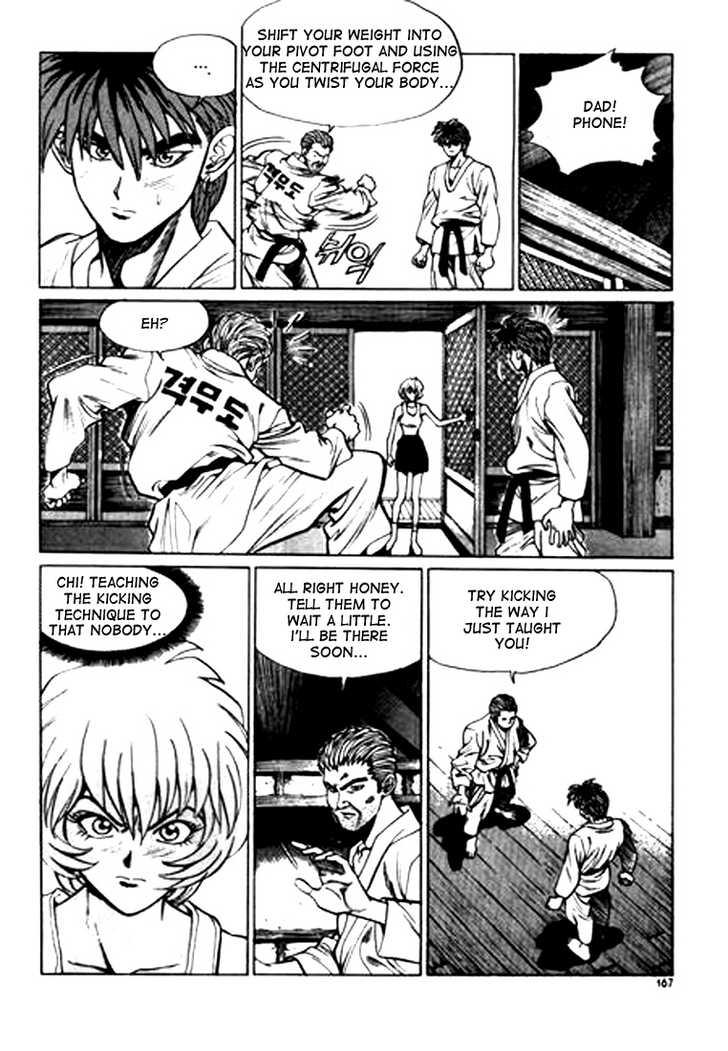 ...
SHIFT YOUR WEIGHT INTO
YOUR PIVOT FOOT AND USING
THE CENTRIFUGAL FORCE
AS YOU TWIST YOUR BODY...
격무도
휘익
DAD!
PHONE!
EH?
격무도
CHI! TEACHING
THE KICKING
TECHNIQUE TO
THAT NOBODY...
ALL RIGHT HONEY.
TELL THEM TO
WAIT A LITTLE.
I'LL BE THERE
SOON...
TRY KICKING
THE WAY I
JUST TAUGHT
YOU!
167